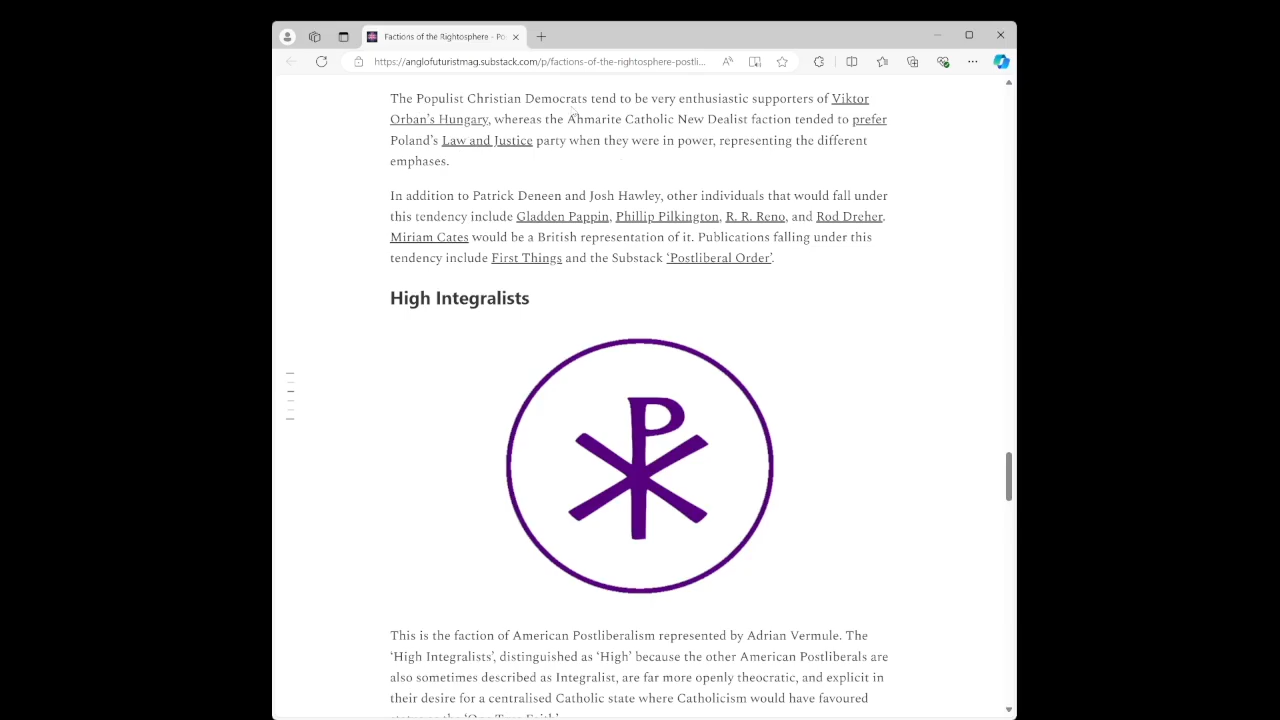 Factions of the Rightosphere - Po
https://anglofuturistmag.substack.com/p/factions-of-the-rightosphere-postli...
The Populist Christian Democrats tend to be very enthusiastic supporters of Viktor
Orban's Hungary, whereas the Ahmarite Catholic New Dealist faction tended to prefer
Poland's Law and Justice party when they were in power, representing the different
emphases.
In addition to Patrick Deneen and Josh Hawley, other individuals that would fall under
this tendency include Gladden Pappin, Phillip Pilkington, R. R. Reno, and Rod Dreher.
Miriam Cates would be a British representation of it. Publications falling under this
tendency include First Things and the Substack ‘Postliberal Order’.
High Integralists
This is the faction of American Postliberalism represented by Adrian Vermule. The
‘High Integralists’, distinguished as ‘High’ because the other American Postliberals are
also sometimes described as Integralist, are far more openly theocratic, and explicit in
their desire for a centralised Catholic state where Catholicism would have favoured